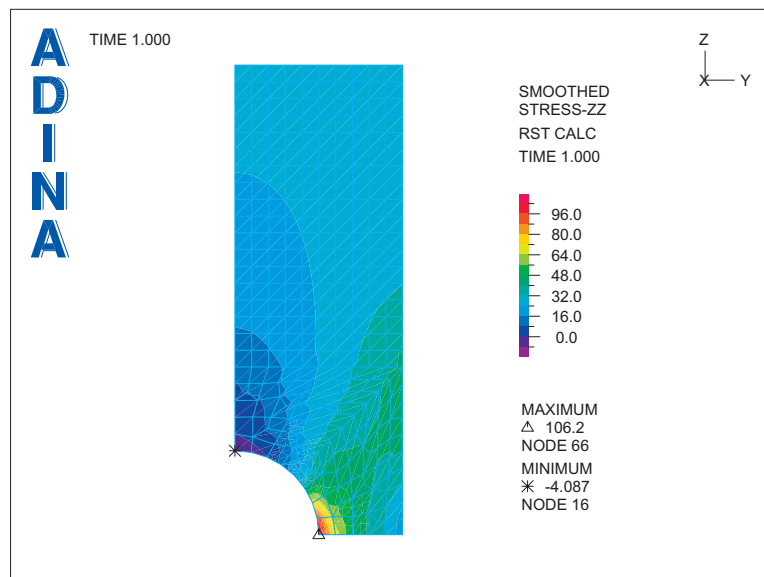 ADINA
TIME 1.000
Z
X Y
SMOOTHED
STRESS-ZZ
RST CALC
TIME 1.000
96.0
80.0
64.0
48.0
32.0
16.0
0.0
MAXIMUM
△ 106.2
NODE 66
MINIMUM
✳ -4.087
NODE 16